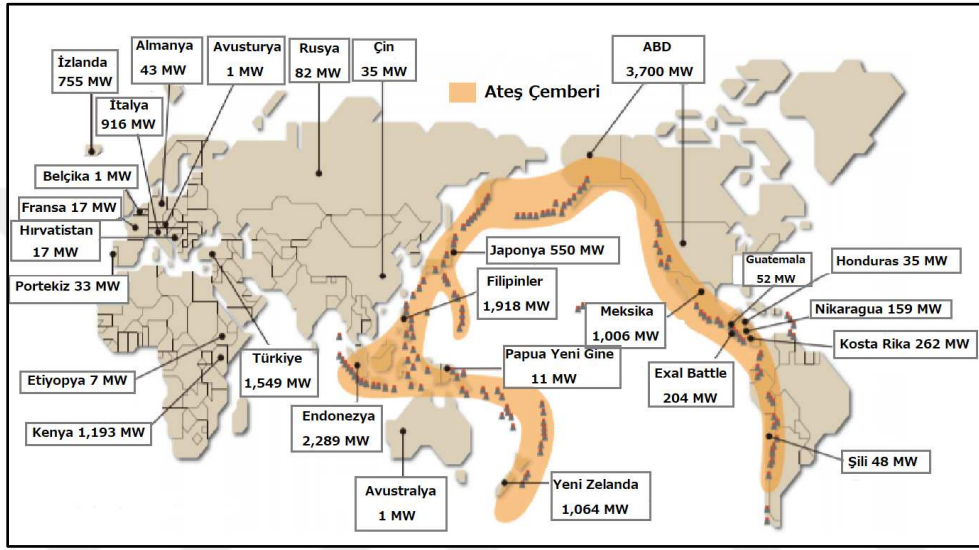 İzlanda
755 MW
Almanya
43 MW
Avusturya
1 MW
Rusya
82 MW
Çin
35 MW
ABD
3,700 MW
Ateş Çemberi
İtalya
916 MW
Belçika 1 MW
Fransa 17 MW
Hırvatistan
17 MW
Portekiz 33 MW
Japonya 550 MW
Filipinler
1,918 MW
Guatemala
52 MW
Honduras 35 MW
Nikaragua 159 MW
Kosta Rika 262 MW
Meksika
1,006 MW
Exal Battle
204 MW
Papua Yeni Gine
11 MW
Türkiye
1,549 MW
Etiyopya 7 MW
Kenya 1,193 MW
Endonezya
2,289 MW
Avustralya
1 MW
Yeni Zelanda
1,064 MW
Şili 48 MW